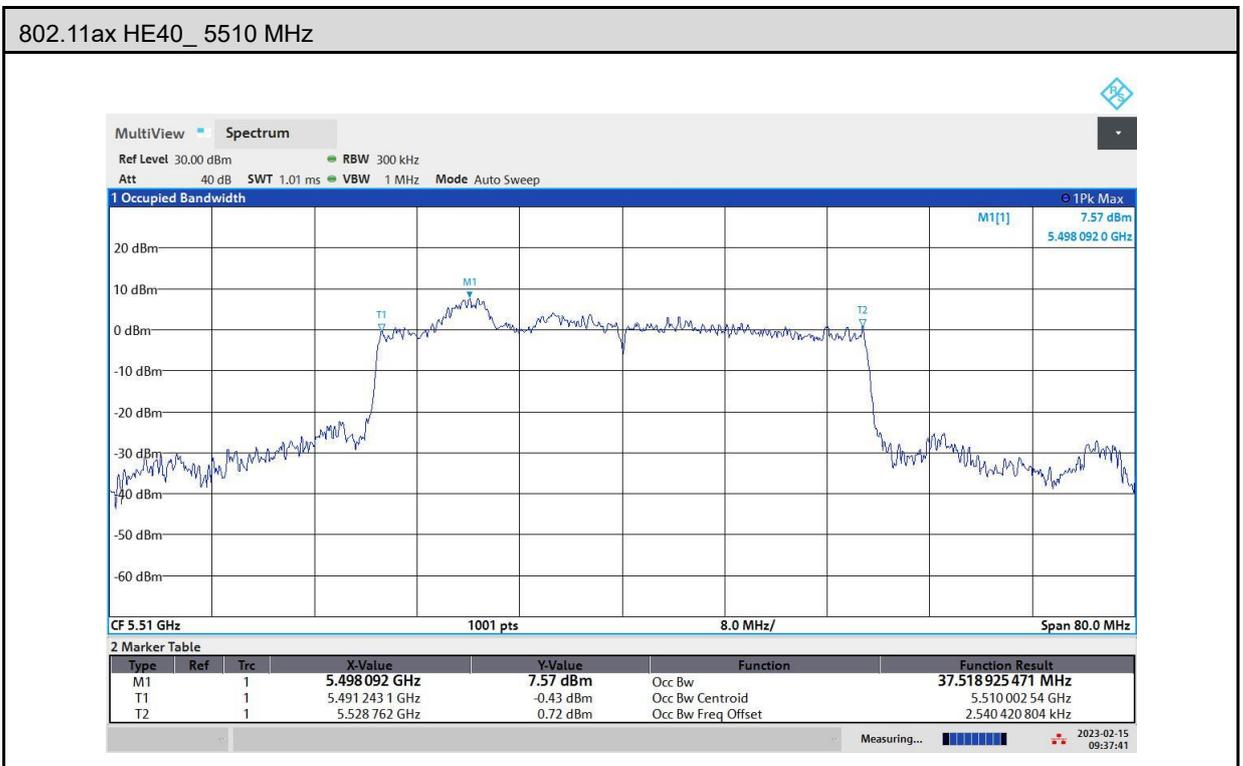 802.11ax HE40_ 5510 MHz
R&S
MultiView Spectrum
Ref Level 30.00 dBm RBW 300 kHz
Att 40 dB SWT 1.01 ms VBW 1 MHz Mode Auto Sweep
1 Occupied Bandwidth 1Pk Max
M1[1] 7.57 dBm
5.498 092 0 GHz
20 dBm
10 dBm
M1
T1
T2
0 dBm
-10 dBm
-20 dBm
-30 dBm
-40 dBm
-50 dBm
-60 dBm
CF 5.51 GHz 1001 pts 8.0 MHz/ Span 80.0 MHz
2 Marker Table
Type Ref Trc X-Value Y-Value Function Function Result
M1 1 5.498 092 GHz 7.57 dBm Occ Bw 37.518 925 471 MHz
T1 1 5.491 243 1 GHz -0.43 dBm Occ Bw Centroid 5.510 002 54 GHz
T2 1 5.528 762 GHz 0.72 dBm Occ Bw Freq Offset 2.540 420 804 kHz
Measuring... 2023-02-15
09:37:41